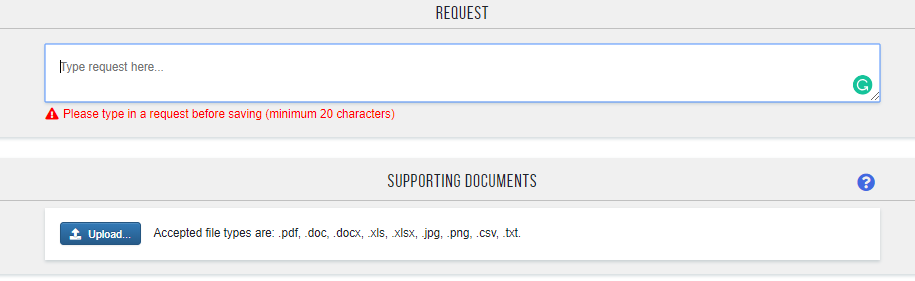 REQUEST
Type request here...
Please type in a request before saving (minimum 20 characters)
SUPPORTING DOCUMENTS
?
Upload... Accepted file types are: .pdf, .doc, .docx, .xls, .xlsx, .jpg, .png, .csv, .txt.